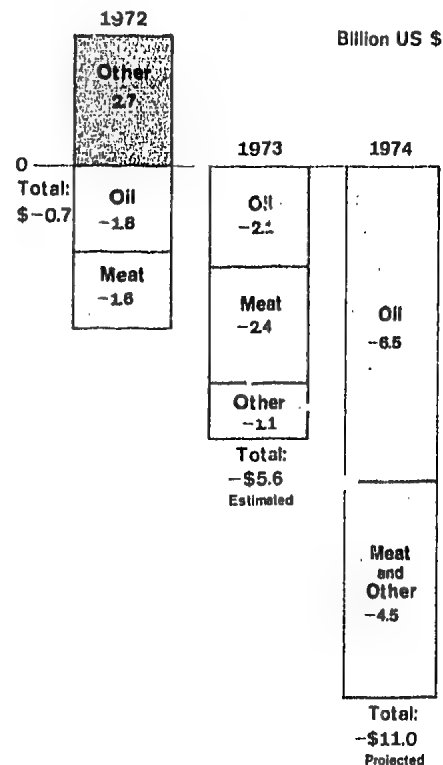 1972
Billion US $
Other
2.7
0
Total:
$-0.7
Oil
-1.8
Meat
-1.6
1973
Oil
-2.1
Meat
-2.4
Other
-1.1
Total:
-$5.6
Estimated
1974
Oil
-6.5
Meat
and
Other
-4.5
Total:
-$11.0
Projected